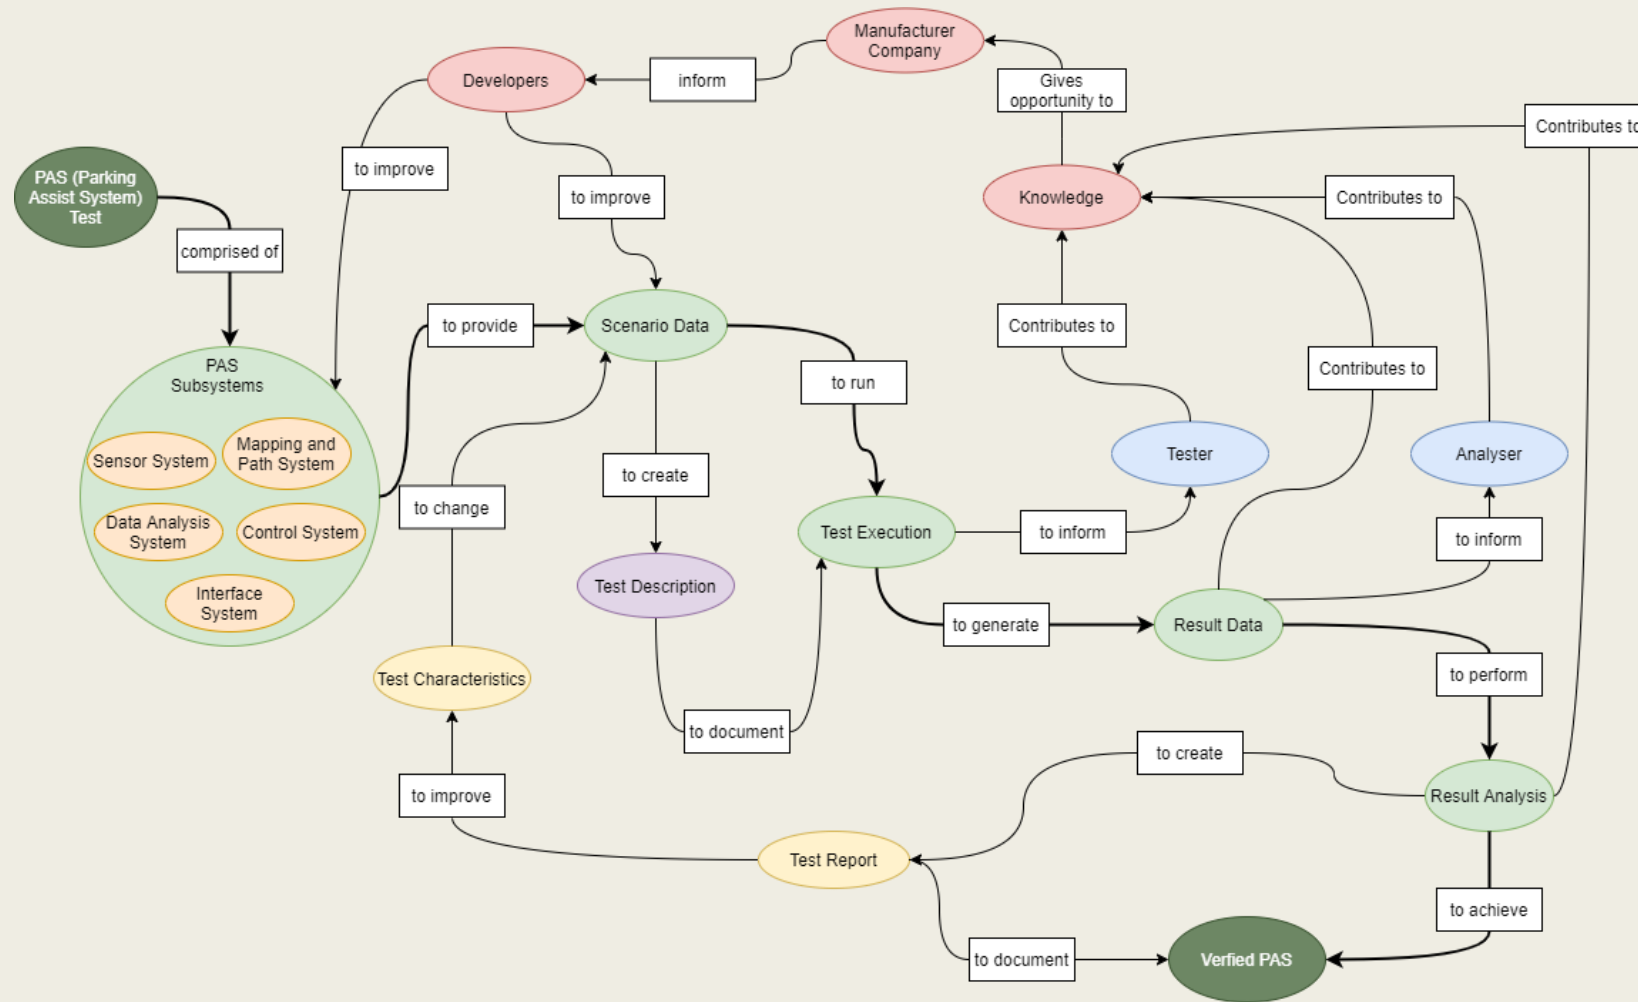 Manufacturer
Company
Developers
inform
Gives
opportunity to
Contributes to
to improve
PAS (Parking
Assist System)
Test
to improve
Knowledge
Contributes to
comprised of
PAS
Subsystems
to provide
Scenario Data
Contributes to
to run
Contributes to
Sensor System
Mapping and
Path System
to create
Tester
Analyser
to change
Data Analysis
System
Control System
Test Execution
to inform
to inform
Interface
System
Test Description
to generate
Result Data
Test Characteristics
to perform
to document
to create
to improve
Result Analysis
Test Report
to achieve
to document
Verfied PAS